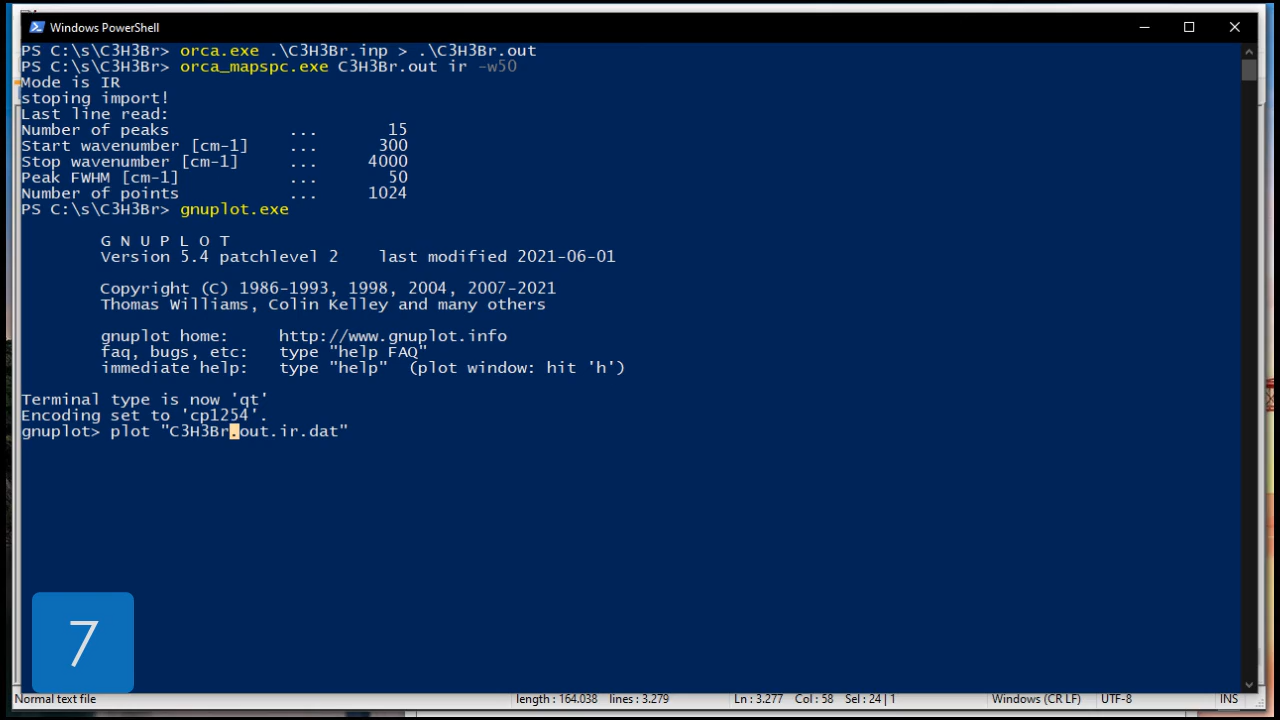 Windows PowerShell
PS C:\s\C3H3Br> orca.exe .\C3H3Br.inp > .\C3H3Br.out
PS C:\s\C3H3Br> orca_mapspc.exe C3H3Br.out ir -w50
Mode is IR
stoping import!
Last line read:
Number of peaks ... 15
Start wavenumber [cm-1] ... 300
Stop wavenumber [cm-1] ... 4000
Peak FWHM [cm-1] ... 50
Number of points ... 1024
PS C:\s\C3H3Br> gnuplot.exe
G N U P L O T
Version 5.4 patchlevel 2 last modified 2021-06-01
Copyright (C) 1986-1993, 1998, 2004, 2007-2021
Thomas Williams, Colin Kelley and many others
gnuplot home: http://www.gnuplot.info
faq, bugs, etc: type "help FAQ"
immediate help: type "help" (plot window: hit 'h')
Terminal type is now 'qt'
Encoding set to 'cp1254'.
gnuplot> plot "C3H3Br.out.ir.dat"
7
Normal text file length : 164.038 lines : 3.279 Ln : 3.277 Col : 58 Sel : 24 | 1 Windows (CR LF) UTF-8 INS